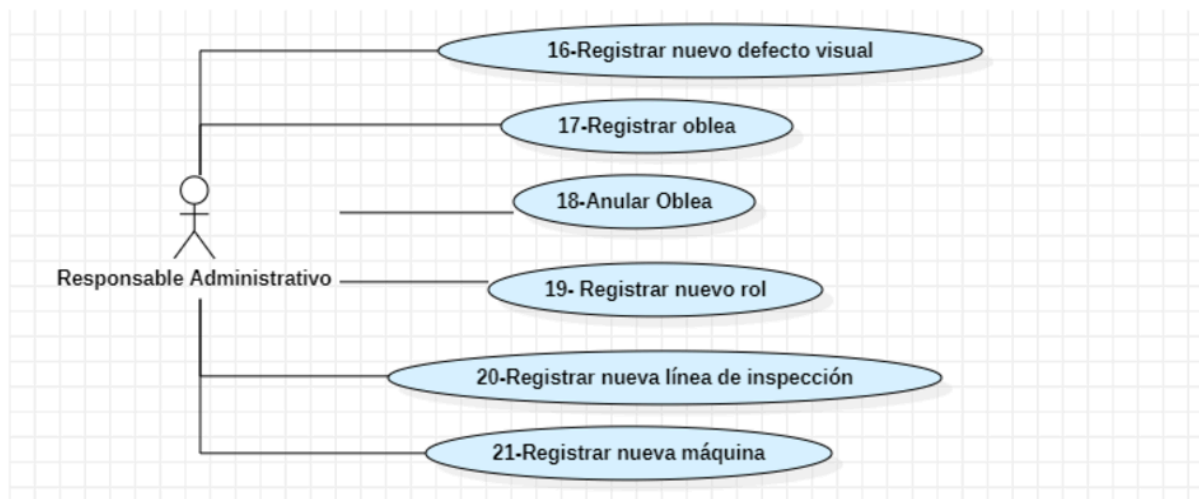 16-Registrar nuevo defecto visual
17-Registrar oblea
18-Anular Oblea
Responsable Administrativo
19- Registrar nuevo rol
20-Registrar nueva línea de inspección
21-Registrar nueva máquina